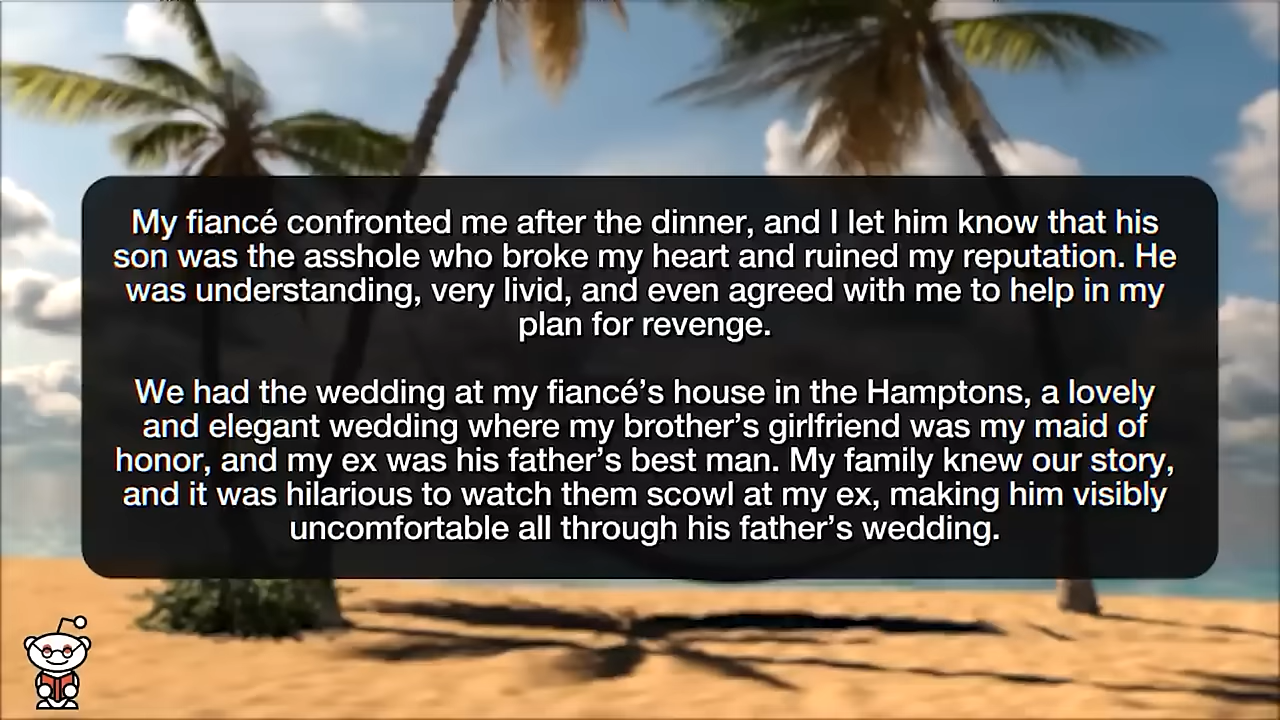 My fiancé confronted me after the dinner, and I let him know that his
son was the asshole who broke my heart and ruined my reputation. He
was understanding, very livid, and even agreed with me to help in my
plan for revenge.
We had the wedding at my fiancé’s house in the Hamptons, a lovely
and elegant wedding where my brother’s girlfriend was my maid of
honor, and my ex was his father’s best man. My family knew our story,
and it was hilarious to watch them scowl at my ex, making him visibly
uncomfortable all through his father’s wedding.